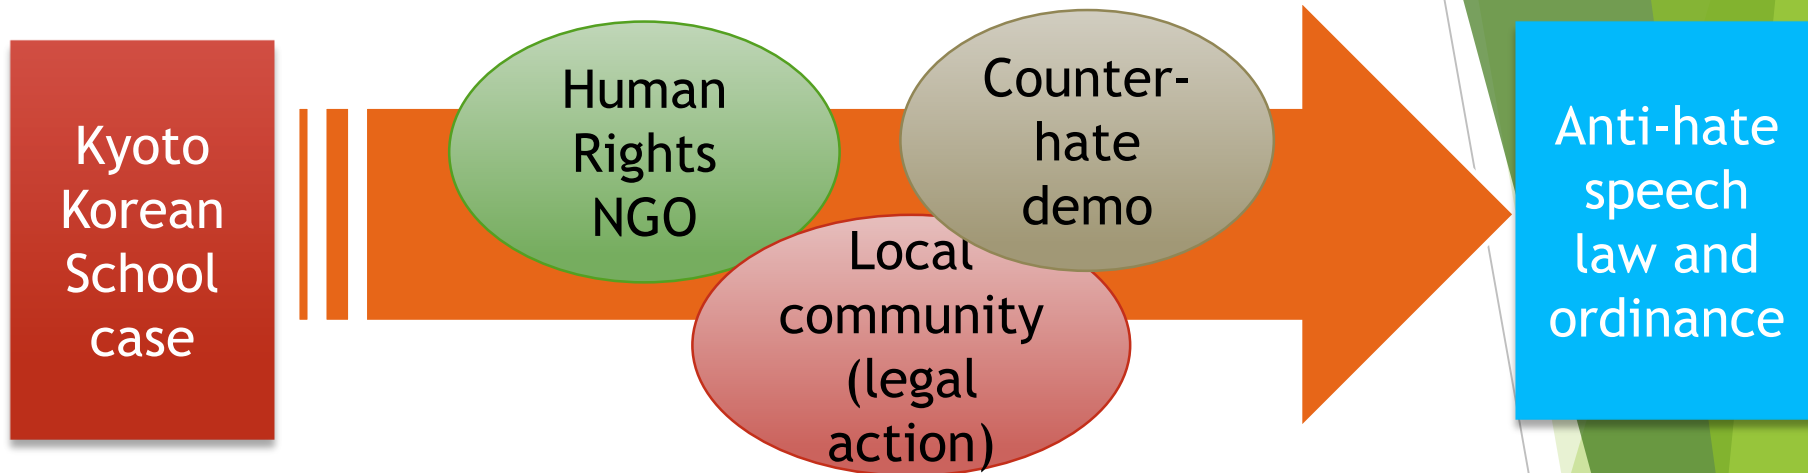 Kyoto
Korean
School
case
Human
Rights
NGO
Local
community
(legal
action)
Counter-
hate
demo
Anti-hate
speech
law and
ordinance